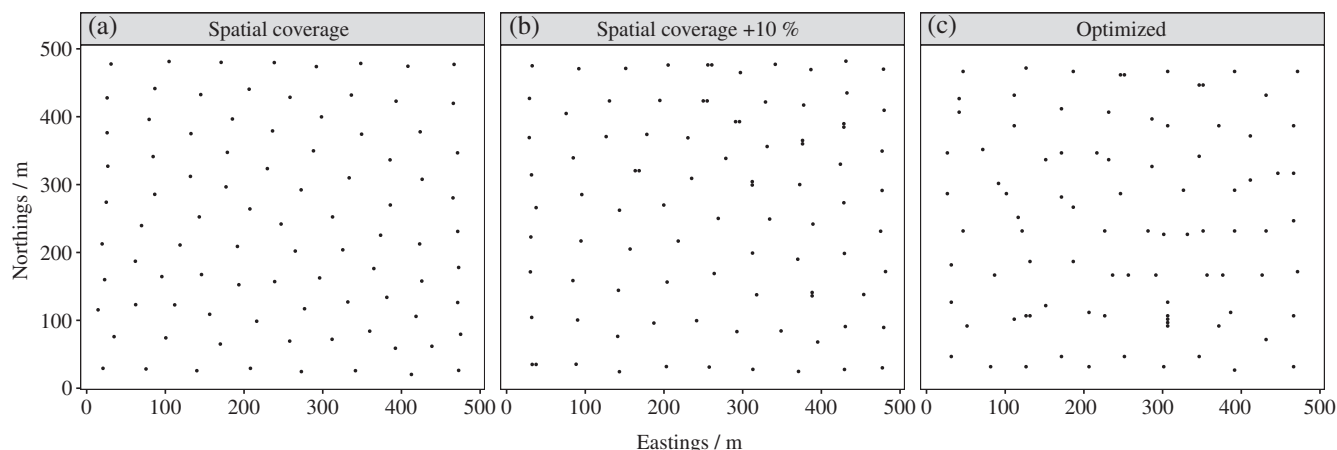 (a) Spatial coverage
(b) Spatial coverage +10 %
(c) Optimized
Northings / m
500
400
300
200
100
0
0 100 200 300 400 500
0 100 200 300 400 500
0 100 200 300 400 500
Eastings / m